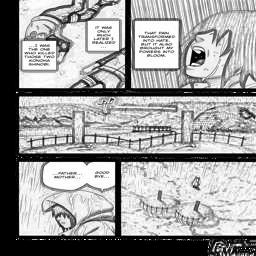 THAT PAIN
TRANSFORMED
INTO HATE,
BUT IT ALSO
BROUGHT MY
POWERS INTO
BLOOM.
IT WAS
ONLY MUCH
LATER I
REALIZED
...I WAS
THE ONE
WHO KILLED
THOSE TWO
KONOHA
SHINOBI.
...FATHER...
MOTHER...
GOOD
BYE...